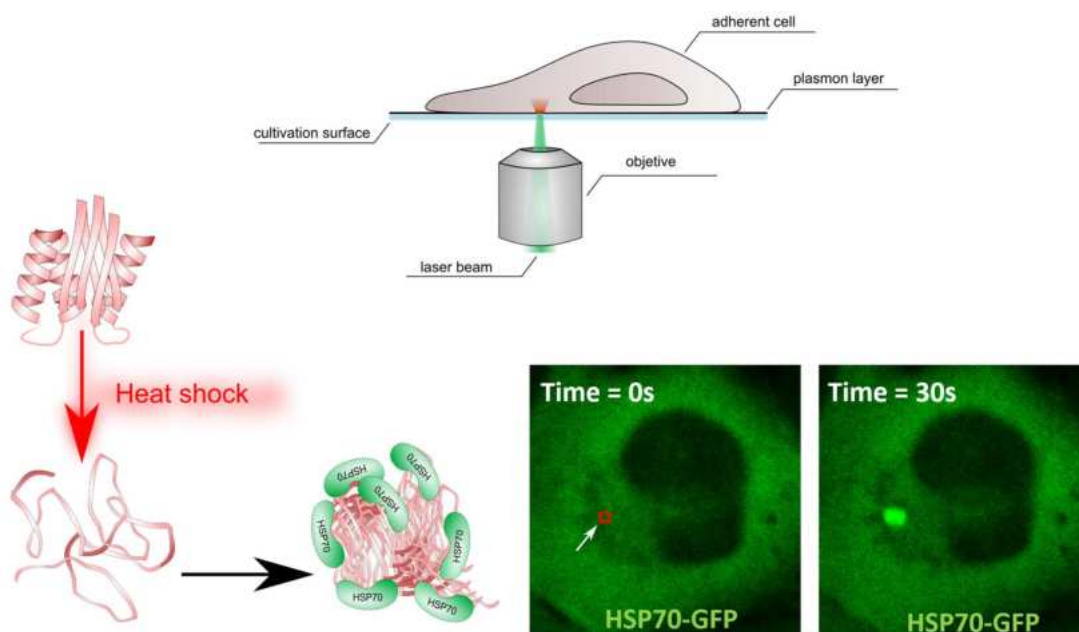 adherent cell
plasmon layer
cultivation surface
objetive
laser beam
Heat shock
HSP70
HSP70
HSP70
HSP70
HSP70
HSP70
HSP70
Time = 0s
HSP70-GFP
Time = 30s
HSP70-GFP